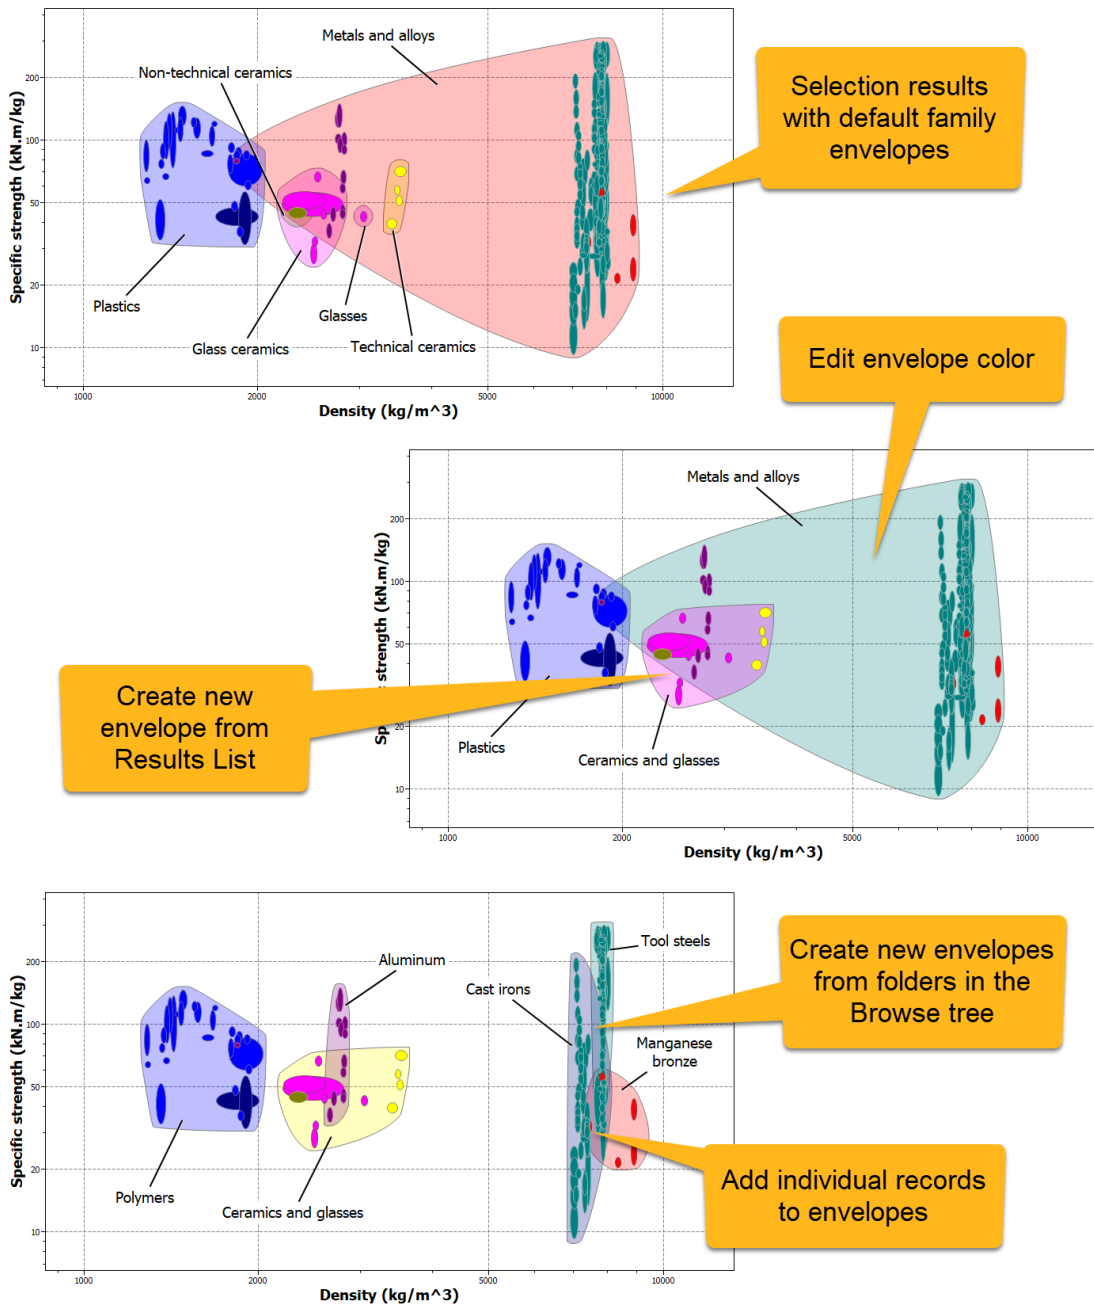 Specific strength (kN.m/kg)
200
100
50
20
10
Metals and alloys
Non-technical ceramics
Plastics
Glass ceramics
Glasses
Technical ceramics
1000
2000
5000
10000
Density (kg/m^3)
Selection results
with default family
envelopes
Edit envelope color
strength (kN.m/kg)
200
100
50
20
10
Metals and alloys
Plastics
Ceramics and glasses
1000
2000
5000
10000
Density (kg/m^3)
Create new
envelope from
Results List
Specific strength (kN.m/kg)
200
100
50
20
10
Tool steels
Aluminum
Cast irons
Manganese
bronze
Polymers
Ceramics and glasses
1000
2000
5000
10000
Density (kg/m^3)
Create new envelopes
from folders in the
Browse tree
Add individual records
to envelopes